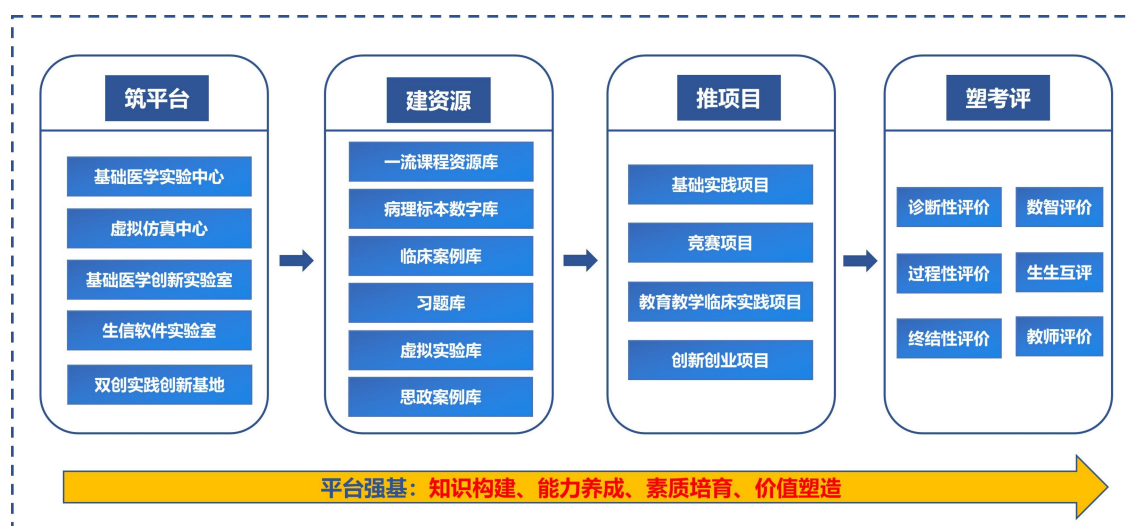 筑平台
基础医学实验中心
虚拟仿真中心
基础医学创新实验室
生信软件实验室
双创实践创新基地
建资源
一流课程资源库
病理标本数字库
临床案例库
习题库
虚拟实验库
思政案例库
推项目
基础实践项目
竞赛项目
教育教学临床实践项目
创新创业项目
塑考评
诊断性评价
数智评价
过程性评价
生生互评
终结性评价
教师评价
平台强基：知识构建、能力养成、素质培育、价值塑造